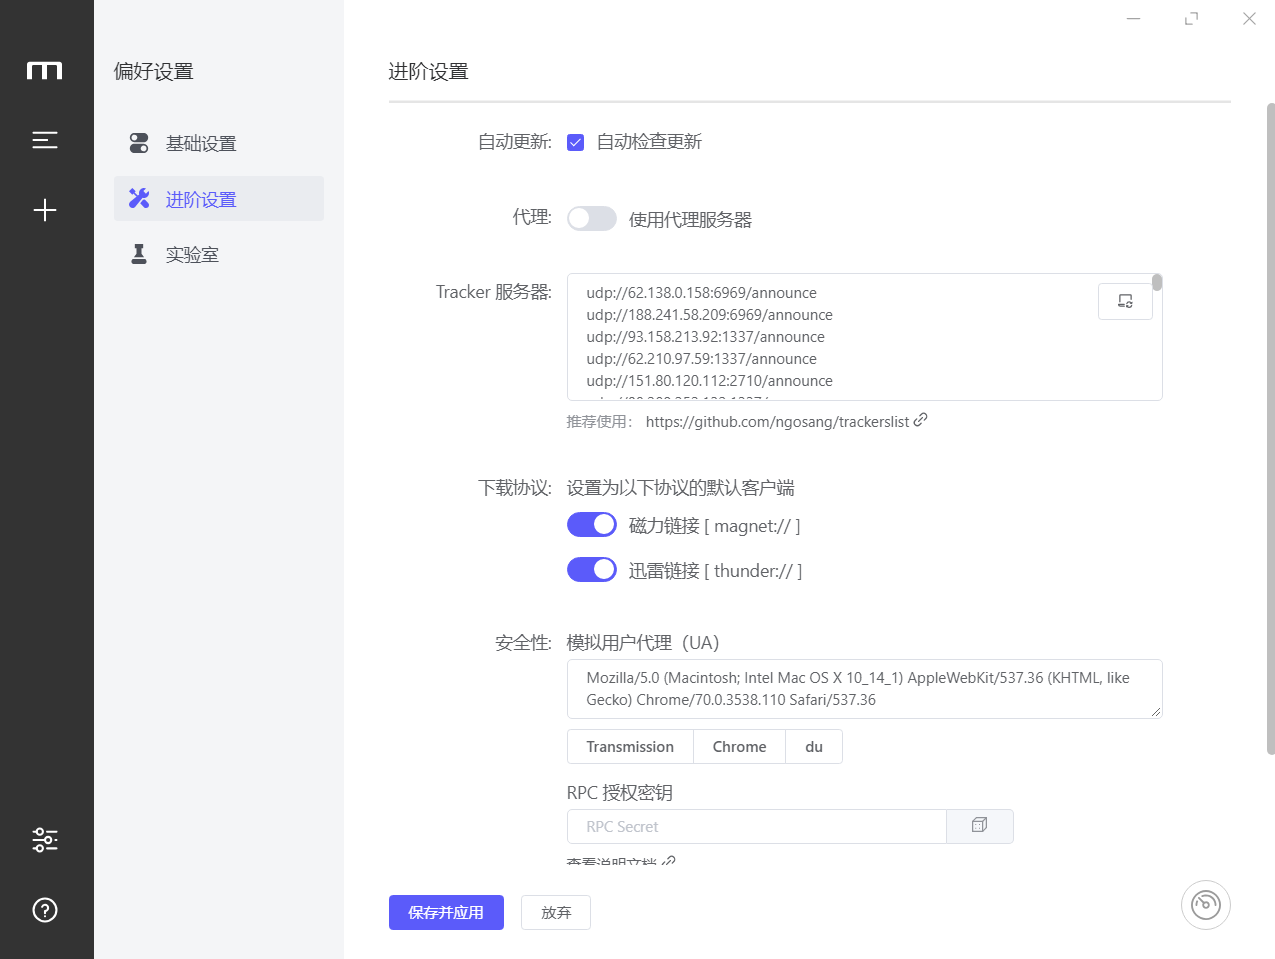 偏好设置
基础设置
进阶设置
实验室
进阶设置
自动更新: 自动检查更新
代理: 使用代理服务器
Tracker 服务器:
udp://62.138.0.158:6969/announce
udp://188.241.58.209:6969/announce
udp://93.158.213.92:1337/announce
udp://62.210.97.59:1337/announce
udp://151.80.120.112:2710/announce
推荐使用： https://github.com/ngosang/trackerslist
下载协议: 设置为以下协议的默认客户端
磁力链接 [ magnet:// ]
迅雷链接 [ thunder:// ]
安全性: 模拟用户代理（UA）
Mozilla/5.0 (Macintosh; Intel Mac OS X 10_14_1) AppleWebKit/537.36 (KHTML, like
Gecko) Chrome/70.0.3538.110 Safari/537.36
Transmission Chrome du
RPC 授权密钥
RPC Secret
查看说明文档
保存并应用 放弃